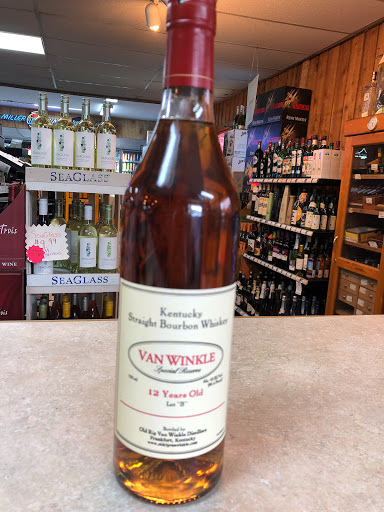 MILLER
SEAGLASS
SEAGLASS
WINE
Kentucky
Straight Bourbon Whiskey
VAN WINKLE
Special Reserve
12 Years Old
Lot "B"
Bottled by
Old Rip Van Winkle Distillery
Frankfort, Kentucky